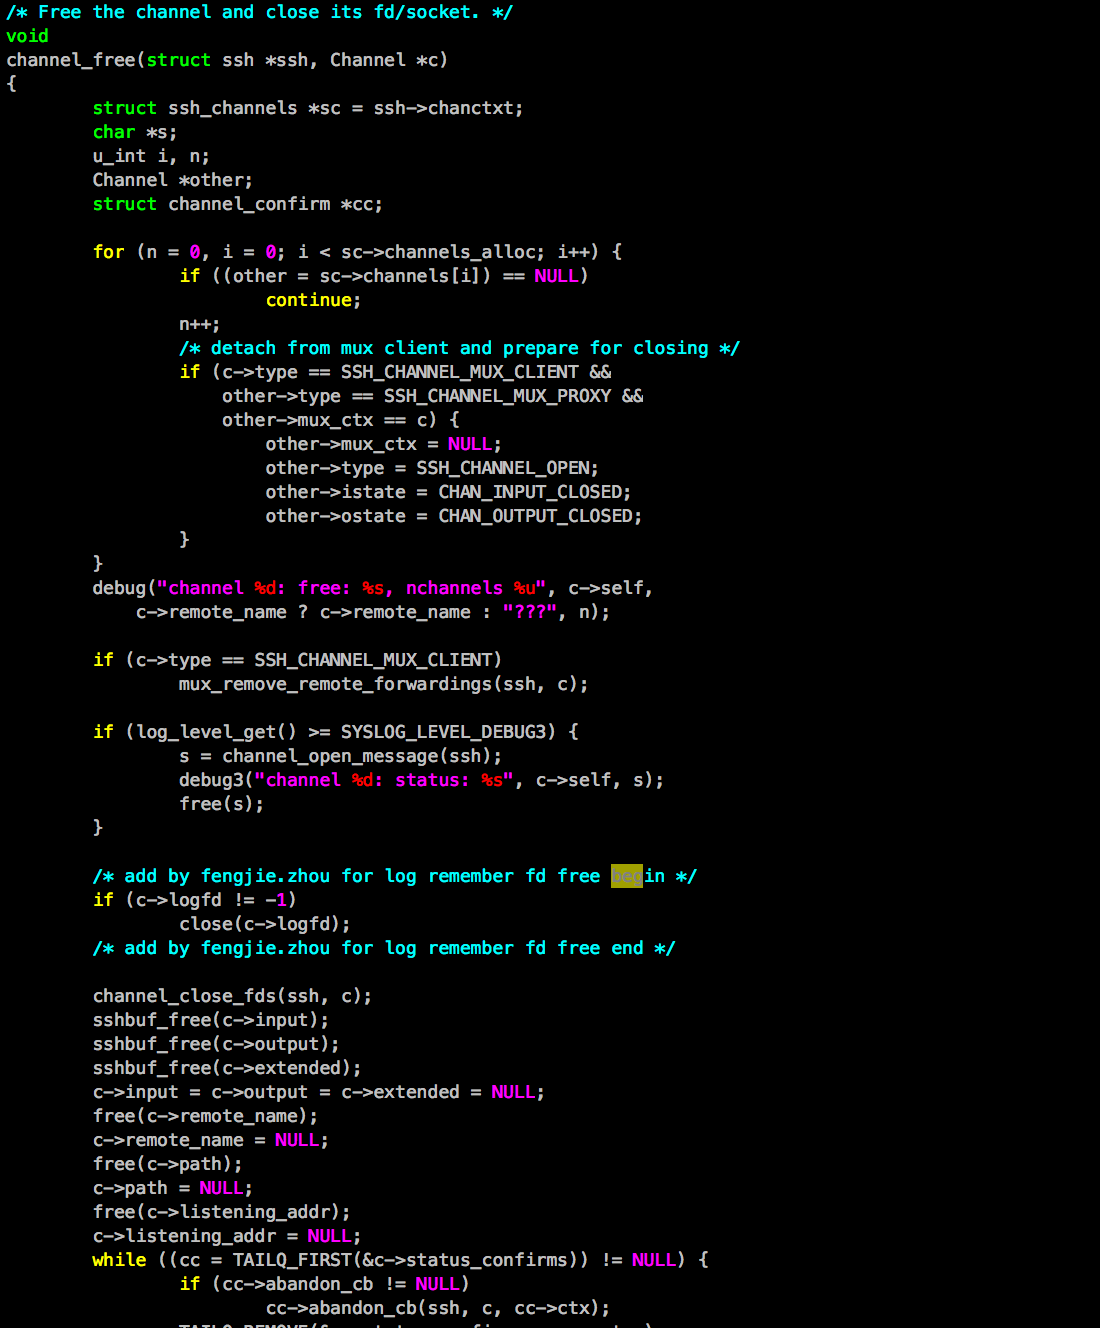 /* Free the channel and close its fd/socket. */
void
channel_free(struct ssh *ssh, Channel *c)
{
struct ssh_channels *sc = ssh->chanctxt;
char *s;
u_int i, n;
Channel *other;
struct channel_confirm *cc;
for (n = 0, i = 0; i < sc->channels_alloc; i++) {
if ((other = sc->channels[i]) == NULL)
continue;
n++;
/* detach from mux client and prepare for closing */
if (c->type == SSH_CHANNEL_MUX_CLIENT &&
other->type == SSH_CHANNEL_MUX_PROXY &&
other->mux_ctx == c) {
other->mux_ctx = NULL;
other->type = SSH_CHANNEL_OPEN;
other->istate = CHAN_INPUT_CLOSED;
other->ostate = CHAN_OUTPUT_CLOSED;
}
}
debug("channel %d: free: %s, nchannels %u", c->self,
c->remote_name ? c->remote_name : "???", n);
if (c->type == SSH_CHANNEL_MUX_CLIENT)
mux_remove_remote_forwardings(ssh, c);
if (log_level_get() >= SYSLOG_LEVEL_DEBUG3) {
s = channel_open_message(ssh);
debug3("channel %d: status: %s", c->self, s);
free(s);
}
/* add by fengjie.zhou for log remember fd free begin */
if (c->logfd != -1)
close(c->logfd);
/* add by fengjie.zhou for log remember fd free end */
channel_close_fds(ssh, c);
sshbuf_free(c->input);
sshbuf_free(c->output);
sshbuf_free(c->extended);
c->input = c->output = c->extended = NULL;
free(c->remote_name);
c->remote_name = NULL;
free(c->path);
c->path = NULL;
free(c->listening_addr);
c->listening_addr = NULL;
while ((cc = TAILQ_FIRST(&c->status_confirms)) != NULL) {
if (cc->abandon_cb != NULL)
cc->abandon_cb(ssh, c, cc->ctx);